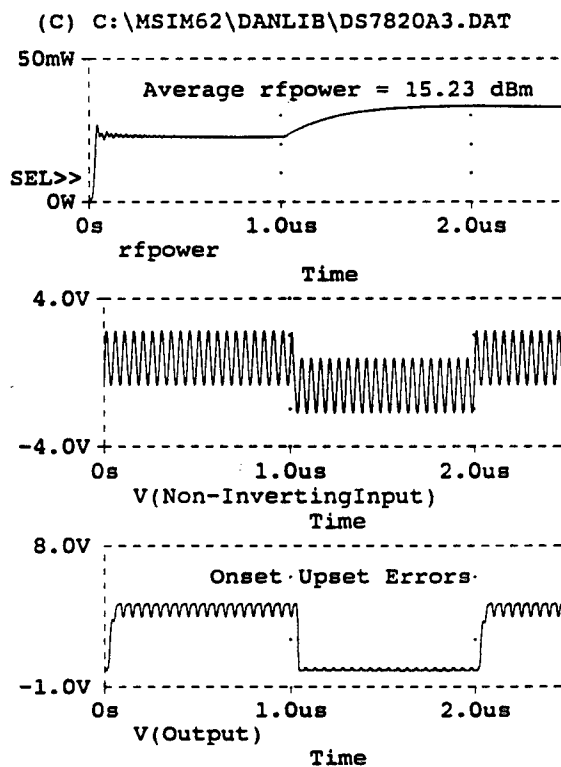 (C) C:\MSIM62\DANLIB\DS7820A3.DAT
50mW
Average rfpower = 15.23 dBm
SEL>>
0W
0s 1.0us 2.0us
rfpower
Time
4.0V
-4.0V
0s 1.0us 2.0us
V(Non-InvertingInput)
Time
8.0V
Onset Upset Errors
-1.0V
0s 1.0us 2.0us
V(Output)
Time